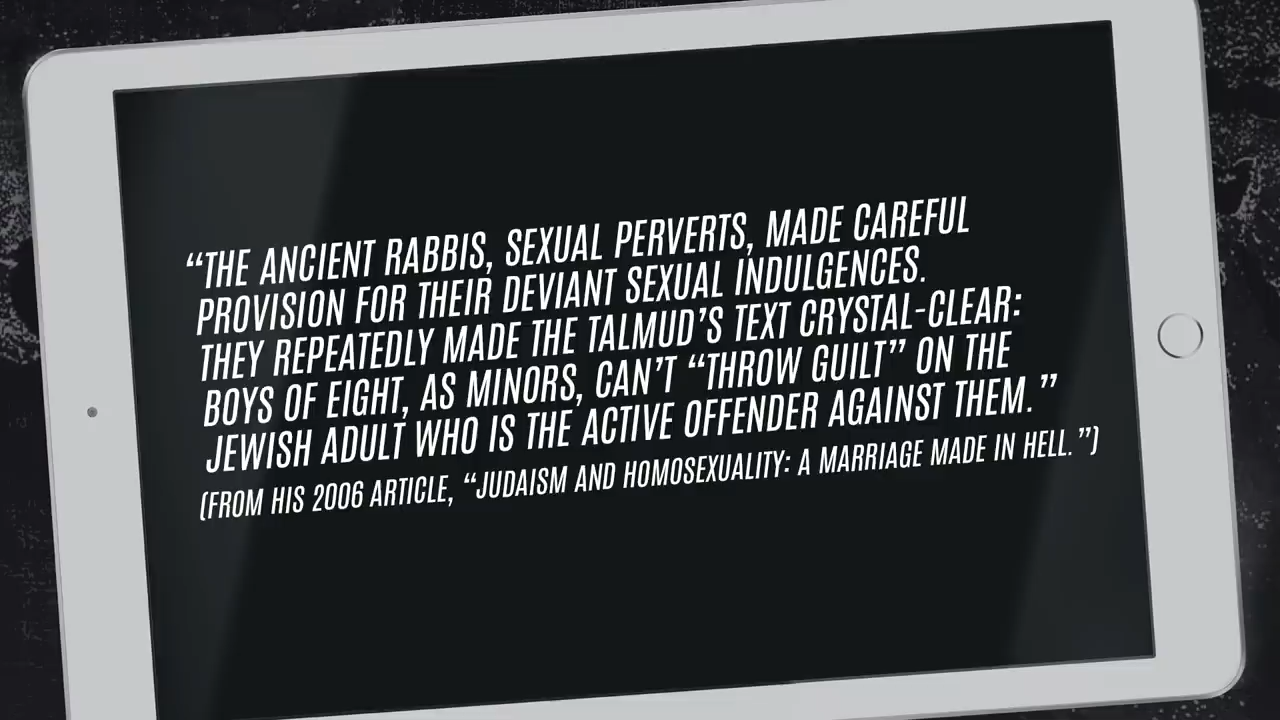 “THE ANCIENT RABBIS, SEXUAL PERVERTS, MADE CAREFUL
PROVISION FOR THEIR DEVIANT SEXUAL INDULGENCES.
THEY REPEATEDLY MADE THE TALMUD’S TEXT CRYSTAL-CLEAR:
BOYS OF EIGHT, AS MINORS, CAN’T “THROW GUILT” ON THE
JEWISH ADULT WHO IS THE ACTIVE OFFENDER AGAINST THEM.”
(FROM HIS 2006 ARTICLE, “JUDAISM AND HOMOSEXUALITY: A MARRIAGE MADE IN HELL.”)